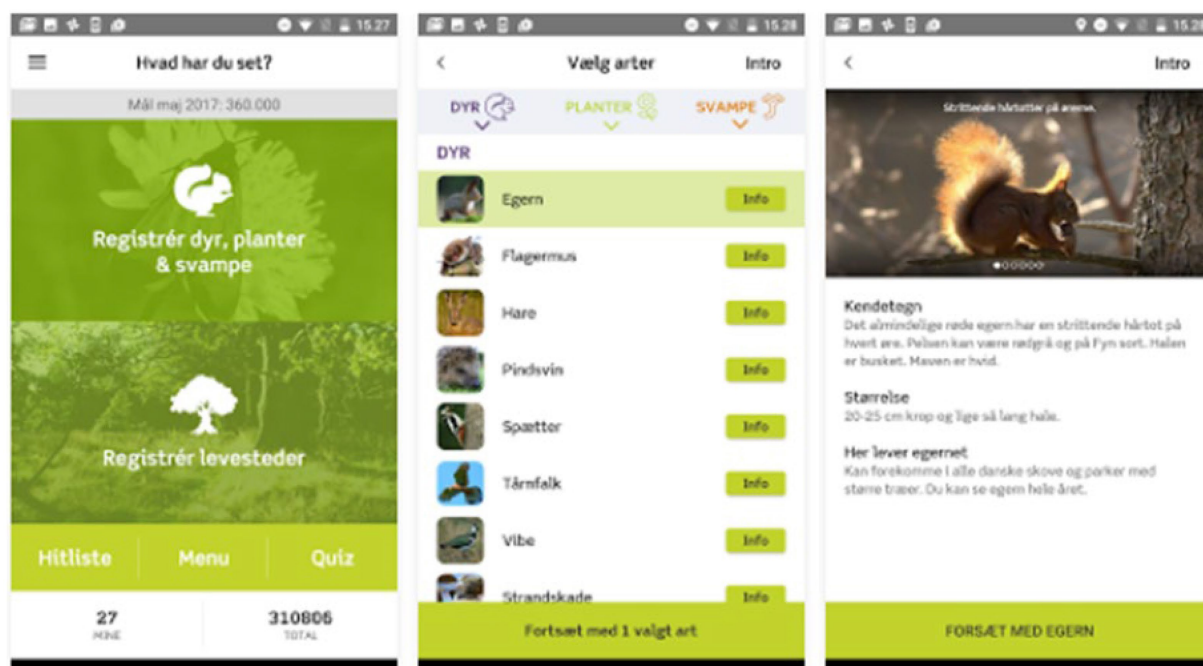 15.27
Hvad har du set?
Mål maj 2017: 360.000
Registrér dyr, planter
& svampe
Registrér levesteder
Hitliste Menu Quiz
27 310806
MINE TOTAL
15.28
Vælg arter Intro
DYR PLANTER SVAMPE
DYR
Egern Info
Flagermus Info
Hare Info
Pindsvin Info
Spætter Info
Tårnfalk Info
Vibe Info
Strandskade Info
Fortsæt med 1 valgt art
15.28
Intro
Strittende hårtotter på ørerne.
Kendetegn
Det almindelige røde egern har en strittende hårtot på
hvert øre. Pelsen kan være rødgrå og på Fyn sort. Halen
er busket. Maven er hvid.
Størrelse
20-25 cm krop og lige så lang hale.
Her lever egernet
Kan forekomme i alle danske skove og parker med
større træer. Du kan se egern hele året.
FORSÆT MED EGERN